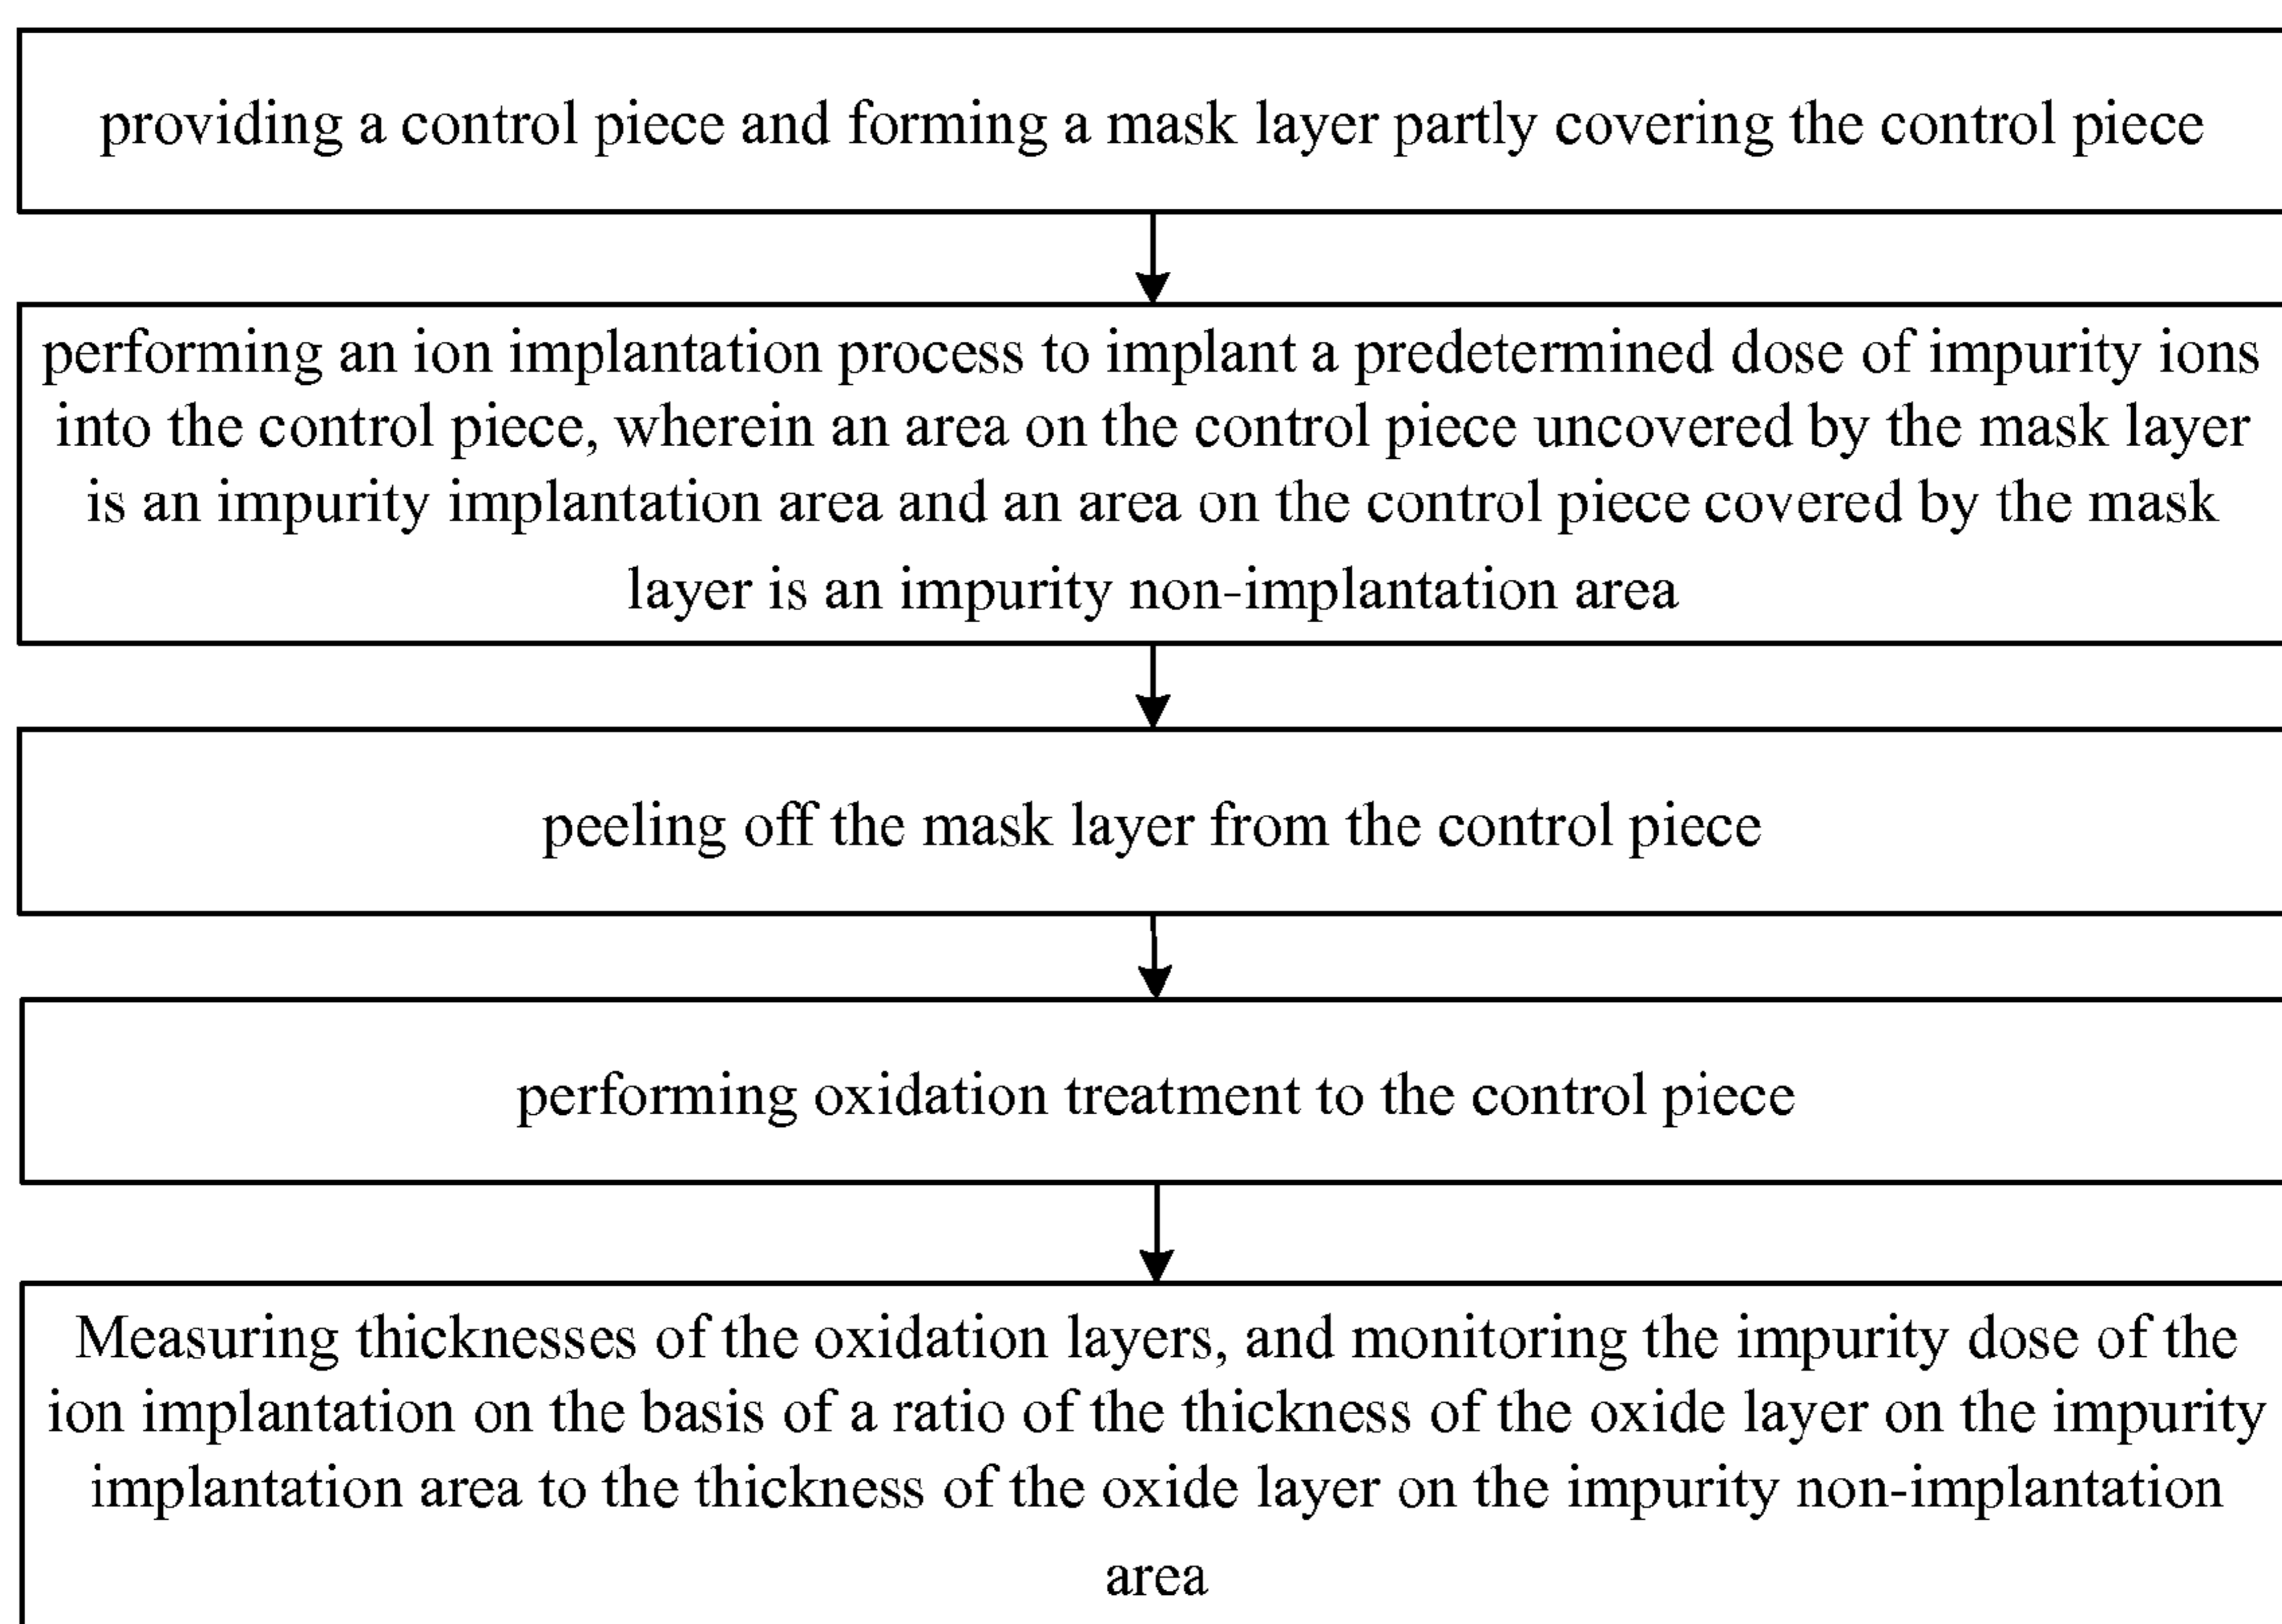 providing a control piece and forming a mask layer partly covering the control piece
performing an ion implantation process to implant a predetermined dose of impurity ions
into the control piece, wherein an area on the control piece uncovered by the mask layer
is an impurity implantation area and an area on the control piece covered by the mask
layer is an impurity non-implantation area
peeling off the mask layer from the control piece
performing oxidation treatment to the control piece
Measuring thicknesses of the oxidation layers, and monitoring the impurity dose of the
ion implantation on the basis of a ratio of the thickness of the oxide layer on the impurity
implantation area to the thickness of the oxide layer on the impurity non-implantation
area